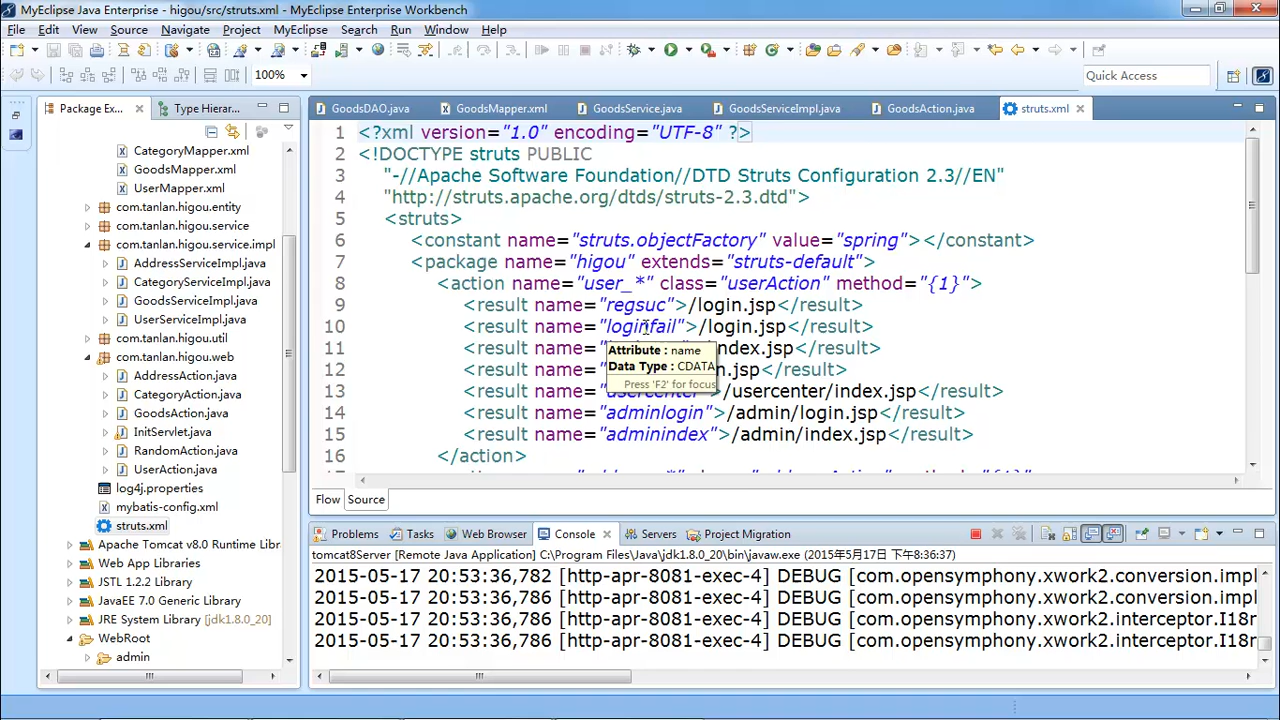 MyEclipse Java Enterprise - higou/src/struts.xml - MyEclipse Enterprise Workbench
File Edit View Source Navigate Project MyEclipse Search Run Window Help
100%
Quick Access
Package Ex...
Type Hierar...
CategoryMapper.xml
GoodsMapper.xml
UserMapper.xml
com.tanlan.higou.entity
com.tanlan.higou.service
com.tanlan.higou.service.impl
AddressServiceImpl.java
CategoryServiceImpl.java
GoodsServiceImpl.java
UserServiceImpl.java
com.tanlan.higou.util
com.tanlan.higou.web
AddressAction.java
CategoryAction.java
GoodsAction.java
InitServlet.java
RandomAction.java
UserAction.java
log4j.properties
mybatis-config.xml
struts.xml
Apache Tomcat v8.0 Runtime Libr
Web App Libraries
JSTL 1.2.2 Library
JavaEE 7.0 Generic Library
JRE System Library [jdk1.8.0_20]
WebRoot
admin
GoodsDAO.java GoodsMapper.xml GoodsService.java GoodsServiceImpl.java GoodsAction.java struts.xml
1 <?xml version="1.0" encoding="UTF-8" ?>
2 <!DOCTYPE struts PUBLIC
3 "-//Apache Software Foundation//DTD Struts Configuration 2.3//EN"
4 "http://struts.apache.org/dtds/struts-2.3.dtd">
5 <struts>
6 <constant name="struts.objectFactory" value="spring"></constant>
7 <package name="higou" extends="struts-default">
8 <action name="user_*" class="userAction" method="{1}">
9 <result name="regsuc">/login.jsp</result>
10 <result name="loginfail">/login.jsp</result>
11 <result name= ndex.jsp</result>
12 <result name= n.jsp</result>
13 <result name="usercenter">/usercenter/index.jsp</result>
14 <result name="adminlogin">/admin/login.jsp</result>
15 <result name="adminindex">/admin/index.jsp</result>
16 </action>
Attribute : name
Data Type : CDATA
Press 'F2' for focus
Flow Source
Problems Tasks Web Browser Console Servers Project Migration
tomcat8Server [Remote Java Application] C:\Program Files\Java\jdk1.8.0_20\bin\javaw.exe (2015年5月17日 下午8:36:37)
2015-05-17 20:53:36,782 [http-apr-8081-exec-4] DEBUG [com.opensymphony.xwork2.conversion.impl
2015-05-17 20:53:36,786 [http-apr-8081-exec-4] DEBUG [com.opensymphony.xwork2.conversion.impl
2015-05-17 20:53:36,786 [http-apr-8081-exec-4] DEBUG [com.opensymphony.xwork2.interceptor.I18r
2015-05-17 20:53:36,786 [http-apr-8081-exec-4] DEBUG [com.opensymphony.xwork2.interceptor.I18r